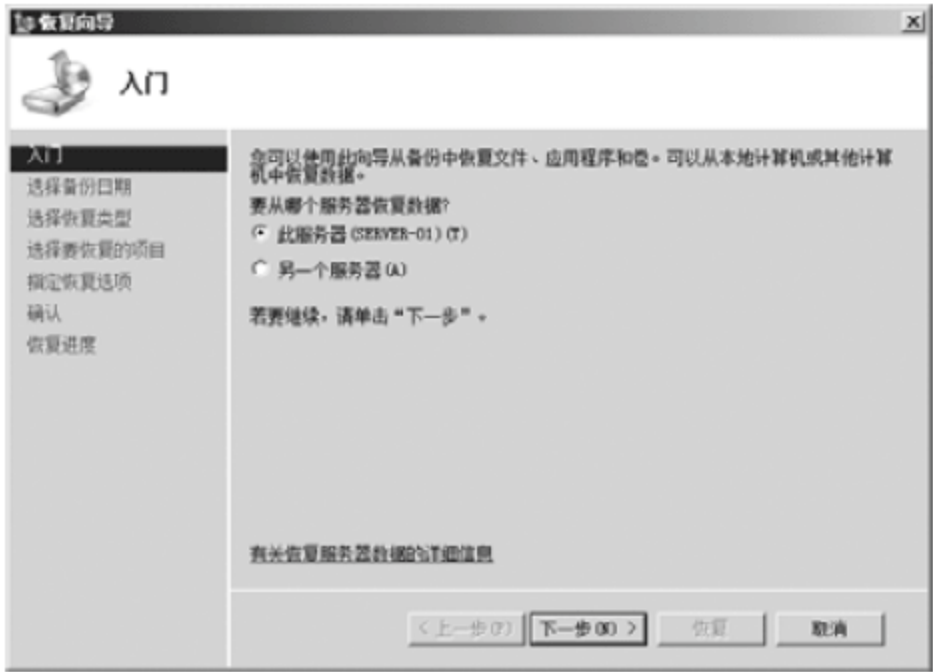 恢复向导
入门
入门
选择备份日期
选择恢复类型
选择要恢复的项目
指定恢复选项
确认
恢复进度
您可以使用此向导从备份中恢复文件、应用程序和卷。可以从本地计算机或其他计算
机中恢复数据。
要从哪个服务器恢复数据?
此服务器(SERVER-01)(T)
另一个服务器(A)
若要继续，请单击“下一步”。
有关恢复服务器数据的详细信息
<上一步(P)
下一步(N) >
恢复
取消